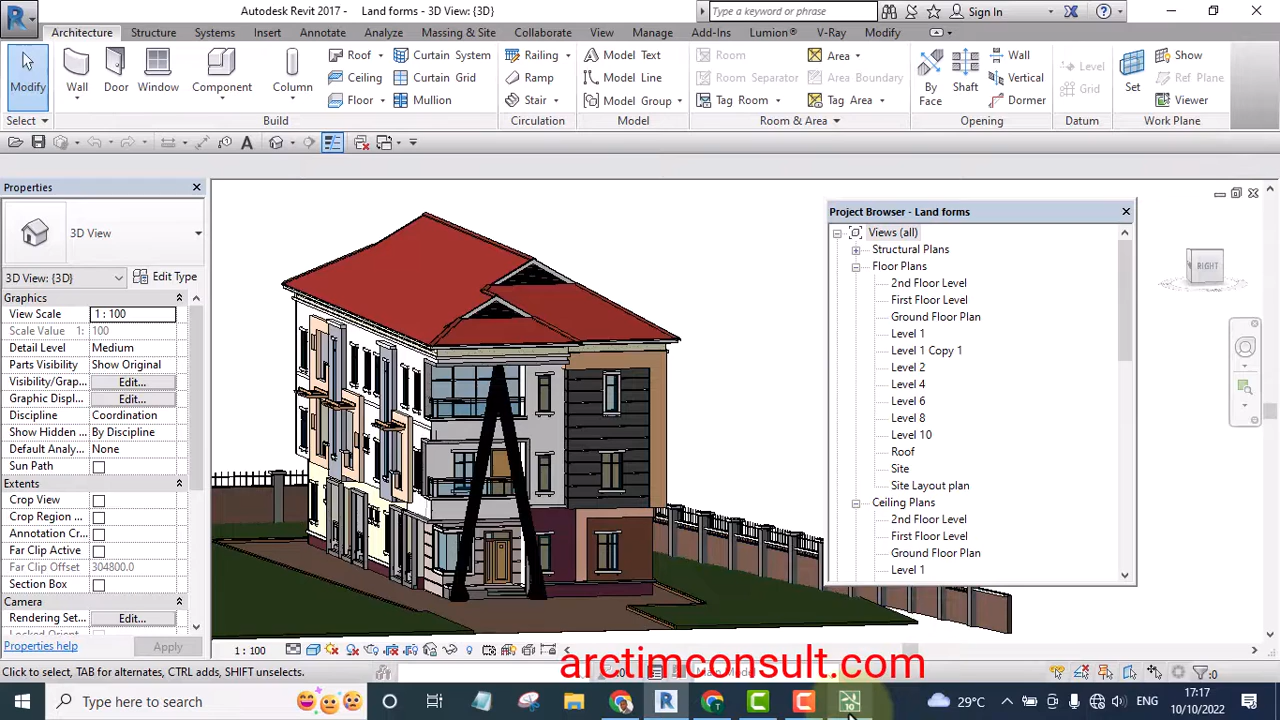 Autodesk Revit 2017 - Land forms - 3D View: {3D}
Type a keyword or phrase
Sign In
Architecture Structure Systems Insert Annotate Analyze Massing & Site Collaborate View Manage Add-Ins Lumion® V-Ray Modify
Modify
Wall
Door
Window
Component
Column
Roof
Ceiling
Floor
Curtain System
Curtain Grid
Mullion
Railing
Ramp
Stair
Model Text
Model Line
Model Group
Room
Room Separator
Tag Room
Area
Area Boundary
Tag Area
By
Face
Shaft
Wall
Vertical
Dormer
Level
Grid
Set
Show
Ref Plane
Viewer
Select Build Circulation Model Room & Area Opening Datum Work Plane
Properties
3D View
3D View: {3D}
Edit Type
Graphics
View Scale 1 : 100
Scale Value 1: 100
Detail Level Medium
Parts Visibility Show Original
Visibility/Grap... Edit...
Graphic Displ... Edit...
Discipline Coordination
Show Hidden ... By Discipline
Default Analy... None
Sun Path
Extents
Crop View
Crop Region ...
Annotation Cr...
Far Clip Active
Far Clip Offset 304800.0
Section Box
Camera
Rendering Set... Edit...
Properties help
Apply
Project Browser - Land forms
Views (all)
Structural Plans
Floor Plans
2nd Floor Level
First Floor Level
Ground Floor Plan
Level 1
Level 1 Copy 1
Level 2
Level 4
Level 6
Level 8
Level 10
Roof
Site
Site Layout plan
Ceiling Plans
2nd Floor Level
First Floor Level
Ground Floor Plan
Level 1
RIGHT
1 : 100
Click to select, TAB for alternates, CTRL adds, SHIFT unselects.
:0
arctimconsult.com
Type here to search
10
29°C
ENG
17:17
10/10/2022